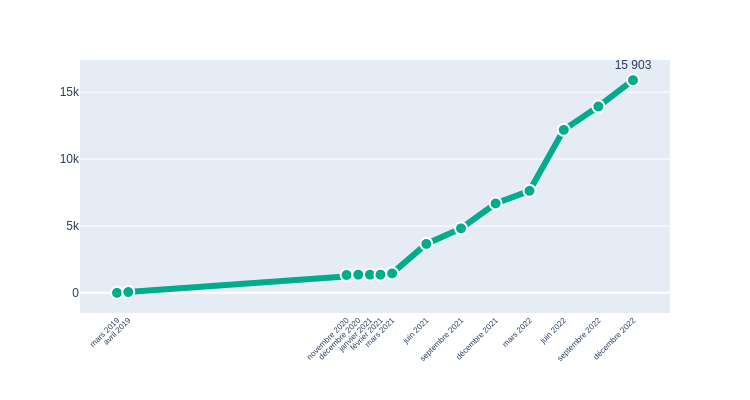 15 903
15k
10k
5k
0
mars 2019
avril 2019
novembre 2020
décembre 2020
janvier 2021
février 2021
mars 2021
juin 2021
septembre 2021
décembre 2021
mars 2022
juin 2022
septembre 2022
décembre 2022